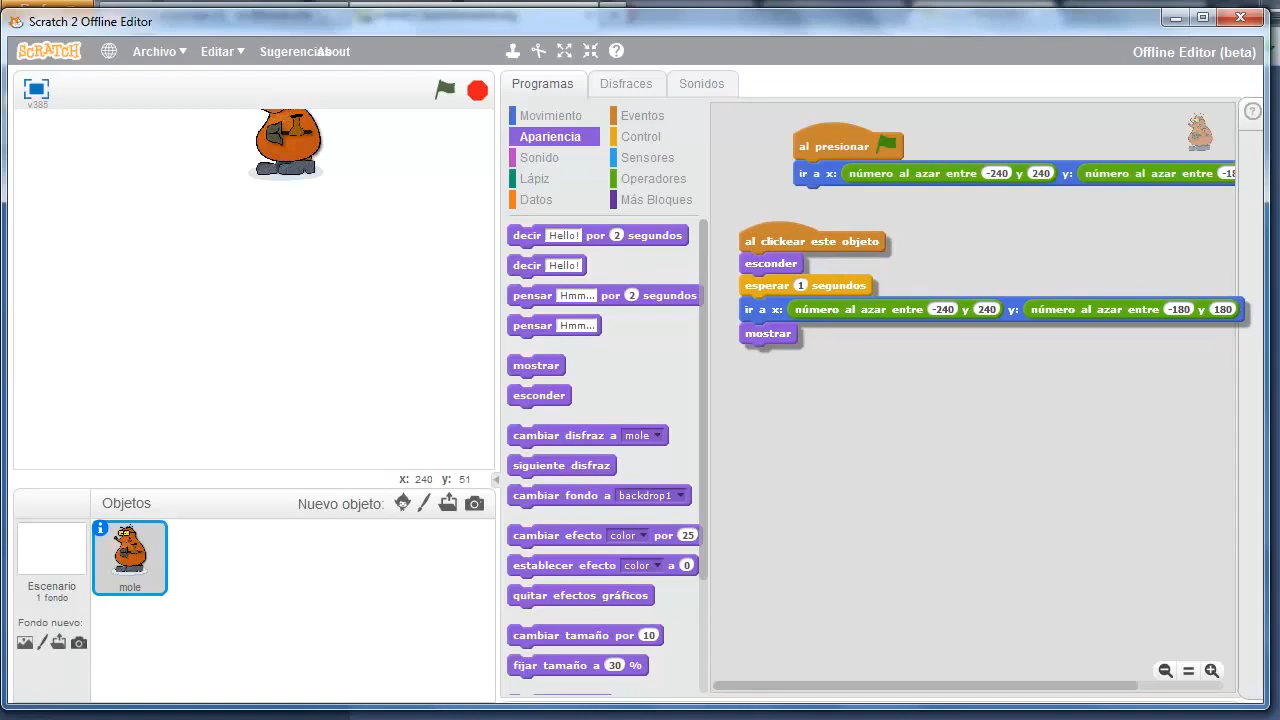 Scratch 2 Offline Editor
SCRATCH Archivo Editar Sugerencias About Offline Editor (beta)
v385
Programas Disfraces Sonidos
Movimiento Eventos
Apariencia Control
Sonido Sensores
Lápiz Operadores
Datos Más Bloques
decir Hello! por 2 segundos
decir Hello!
pensar Hmm... por 2 segundos
pensar Hmm...
mostrar
esconder
cambiar disfraz a mole
siguiente disfraz
cambiar fondo a backdrop1
cambiar efecto color por 25
establecer efecto color a 0
quitar efectos gráficos
cambiar tamaño por 10
fijar tamaño a 30 %
al presionar
ir a x: número al azar entre -240 y 240 y: número al azar entre -18
al clickear este objeto
esconder
esperar 1 segundos
ir a x: número al azar entre -240 y 240 y: número al azar entre -180 y 180
mostrar
x: 240 y: 51
Objetos Nuevo objeto:
mole
Escenario
1 fondo
Fondo nuevo: